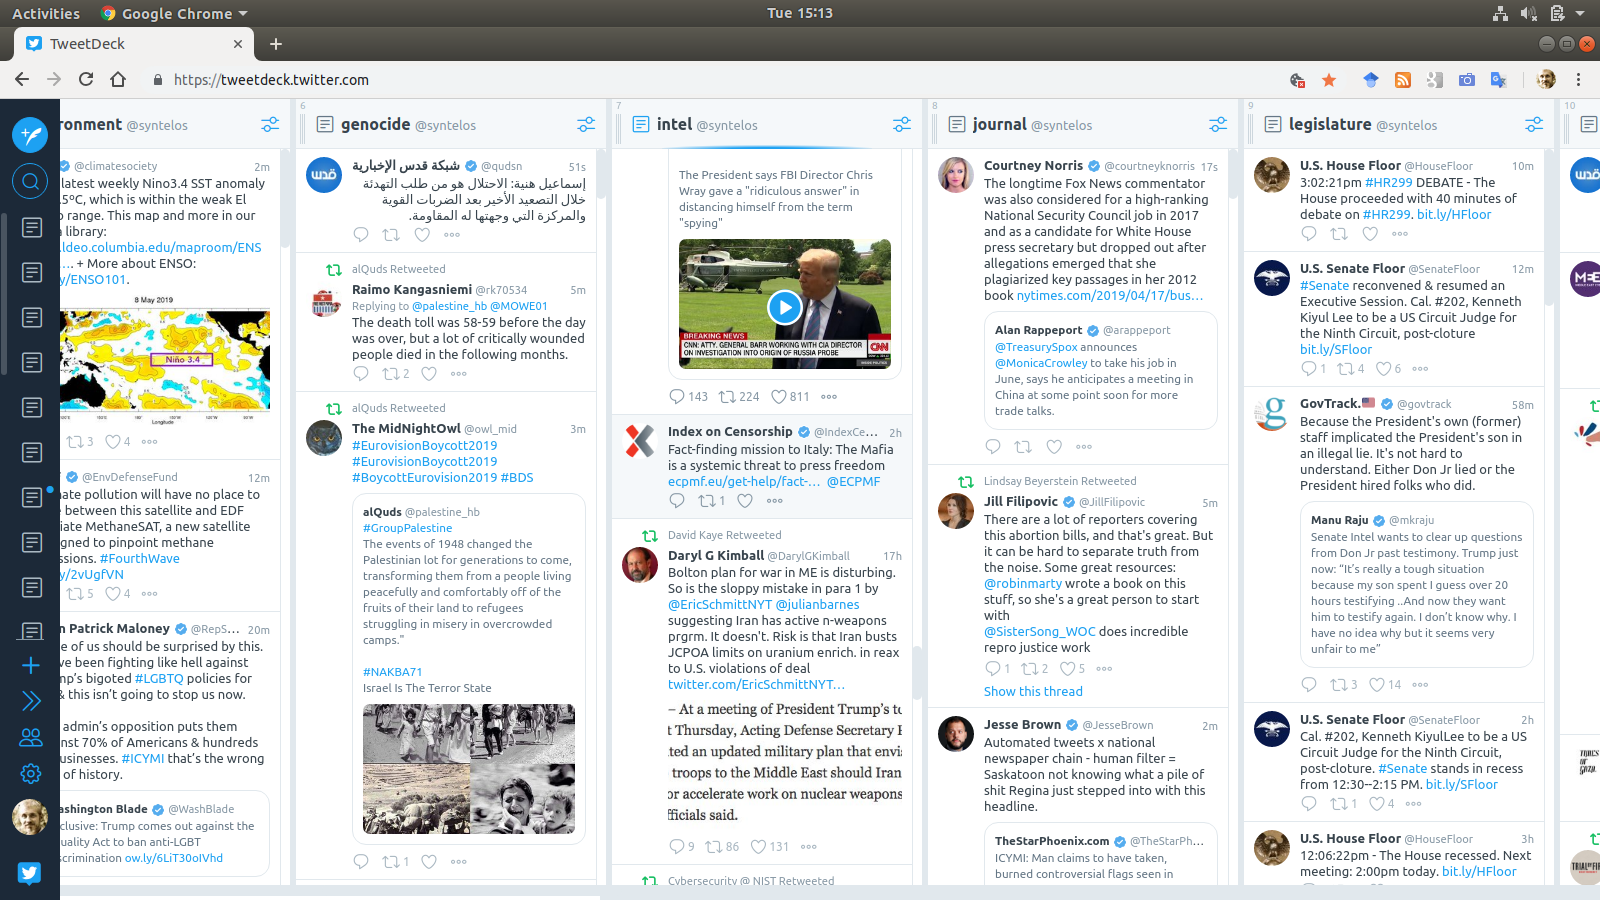 Activities
Google Chrome
Tue 15:13
TweetDeck
https://tweetdeck.twitter.com
ronment @syntelos
@climatesociety 2m
latest weekly Nino3.4 SST anomaly
.5ºC, which is within the weak El
o range. This map and more in our
a library:
.ldeo.columbia.edu/maproom/ENS
…. + More about ENSO:
y/ENSO101.
8 May 2019
Niño 3.4
Longitude
3 4
@EnvDefenseFund 12m
ate pollution will have no place to
e between this satellite and EDF
iate MethaneSAT, a new satellite
igned to pinpoint methane
issions. #FourthWave
y/2vUgfVN
5 4
n Patrick Maloney @RepS... 20m
e of us should be surprised by this.
've been fighting like hell against
mp's bigoted #LGBTQ policies for
& this isn't going to stop us now.
admin's opposition puts them
inst 70% of Americans & hundreds
usinesses. #ICYMI that's the wrong
of history.
ashington Blade @WashBlade
clusive: Trump comes out against the
uality Act to ban anti-LGBT
scrimination ow.ly/6LiT30oIVhd
6
genocide @syntelos
شبكة قدس الإخبارية @qudsn 51s
إسماعيل هنية: الاحتلال هو من طلب التهدئة
خلال التصعيد الأخير بعد الضربات القوية
والمركزة التي وجهتها له المقاومة.
alQuds Retweeted
Raimo Kangasniemi @rk70534 5m
Replying to @palestine_hb @MOWE01
The death toll was 58-59 before the day
was over, but a lot of critically wounded
people died in the following months.
2
alQuds Retweeted
The MidNightOwl @owl_mid 3m
#EurovisionBoycott2019
#EurovisionBoycott2019
#BoycottEurovision2019 #BDS
alQuds @palestine_hb
#GroupPalestine
The events of 1948 changed the
Palestinian lot for generations to come,
transforming them from a people living
peacefully and comfortably off of the
fruits of their land to refugees
struggling in misery in overcrowded
camps."
#NAKBA71
Israel Is The Terror State
1
7
intel @syntelos
The President says FBI Director Chris
Wray gave a "ridiculous answer" in
distancing himself from the term
"spying"
BREAKING NEWS
CNN: ATTY. GENERAL BARR WORKING WITH CIA DIRECTOR
ON INVESTIGATION INTO ORIGIN OF RUSSIA PROBE
CNN
143 224 811
Index on Censorship @IndexCe... 2h
Fact-finding mission to Italy: The Mafia
is a systemic threat to press freedom
ecpmf.eu/get-help/fact-… @ECPMF
1
David Kaye Retweeted
Daryl G Kimball @DarylGKimball 17h
Bolton plan for war in ME is disturbing.
So is the sloppy mistake in para 1 by
@EricSchmittNYT @julianbarnes
suggesting Iran has active n-weapons
prgrm. It doesn't. Risk is that Iran busts
JCPOA limits on uranium enrich. in reax
to U.S. violations of deal
twitter.com/EricSchmittNYT…
– At a meeting of President Trump's to
t Thursday, Acting Defense Secretary P
ted an updated military plan that envis
troops to the Middle East should Iran
or accelerate work on nuclear weapons
fficials said.
9 86 131
Cybersecurity @ NIST Retweeted
8
journal @syntelos
Courtney Norris @courtneyknorris 17s
The longtime Fox News commentator
was also considered for a high-ranking
National Security Council job in 2017
and as a candidate for White House
press secretary but dropped out after
allegations emerged that she
plagiarized key passages in her 2012
book nytimes.com/2019/04/17/bus…
Alan Rappeport @arappeport
@TreasurySpox announces
@MonicaCrowley to take his job in
June, says he anticipates a meeting in
China at some point soon for more
trade talks.
Lindsay Beyerstein Retweeted
Jill Filipovic @JillFilipovic 5m
There are a lot of reporters covering
this abortion bills, and that's great. But
it can be hard to separate truth from
the noise. Some great resources:
@robinmarty wrote a book on this
stuff, so she's a great person to start
with
@SisterSong_WOC does incredible
repro justice work
1 2 5
Show this thread
Jesse Brown @JesseBrown 2m
Automated tweets x national
newspaper chain - human filter =
Saskatoon not knowing what a pile of
shit Regina just stepped into with this
headline.
TheStarPhoenix.com @TheStarPh...
ICYMI: Man claims to have taken,
burned controversial flags seen in
9
legislature @syntelos
U.S. House Floor @HouseFloor 10m
3:02:21pm #HR299 DEBATE - The
House proceeded with 40 minutes of
debate on #HR299. bit.ly/HFloor
U.S. Senate Floor @SenateFloor 12m
#Senate reconvened & resumed an
Executive Session. Cal. #202, Kenneth
Kiyul Lee to be a US Circuit Judge for
the Ninth Circuit, post-cloture
bit.ly/SFloor
1 4 6
GovTrack. @govtrack 58m
Because the President's own (former)
staff implicated the President's son in
an illegal lie. It's not hard to
understand. Either Don Jr lied or the
President hired folks who did.
Manu Raju @mkraju
Senate Intel wants to clear up questions
from Don Jr past testimony. Trump just
now: "It's really a tough situation
because my son spent I guess over 20
hours testifying ..And now they want
him to testify again. I don't know why. I
have no idea why but it seems very
unfair to me"
3 14
U.S. Senate Floor @SenateFloor 2h
Cal. #202, Kenneth KiyulLee to be a US
Circuit Judge for the Ninth Circuit,
post-cloture. #Senate stands in recess
from 12:30--2:15 PM. bit.ly/SFloor
1 4
U.S. House Floor @HouseFloor 3h
12:06:22pm - The House recessed. Next
meeting: 2:00pm today. bit.ly/HFloor
10